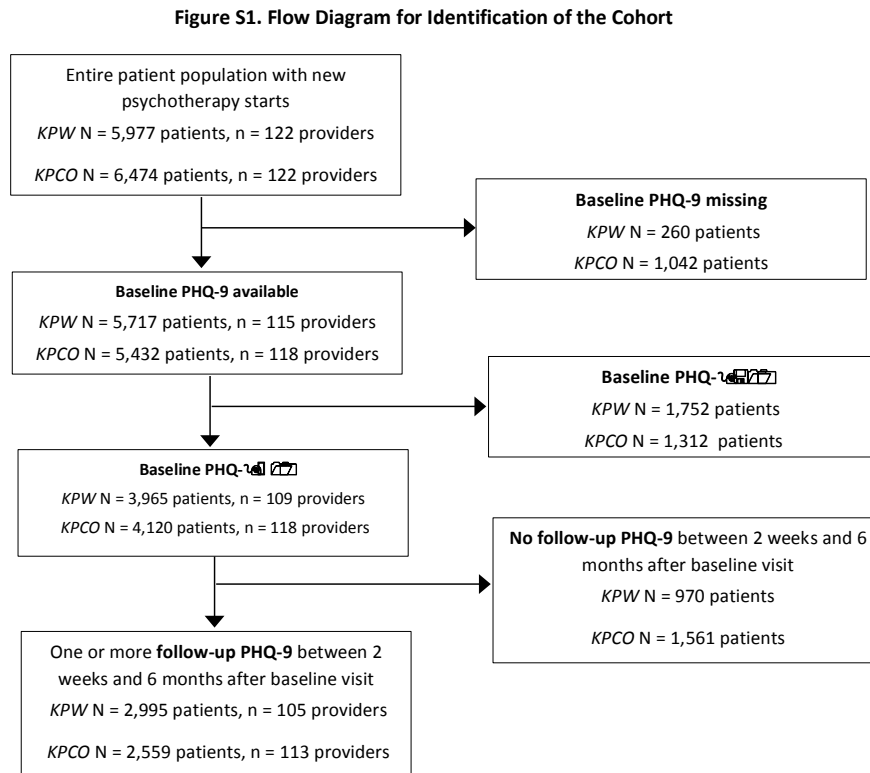 Figure S1. Flow Diagram for Identification of the Cohort
Entire patient population with new
psychotherapy starts
KPW N = 5,977 patients, n = 122 providers
KPCO N = 6,474 patients, n = 122 providers
Baseline PHQ-9 missing
KPW N = 260 patients
KPCO N = 1,042 patients
Baseline PHQ-9 available
KPW N = 5,717 patients, n = 115 providers
KPCO N = 5,432 patients, n = 118 providers
Baseline PHQ-
KPW N = 1,752 patients
KPCO N = 1,312 patients
Baseline PHQ-
KPW N = 3,965 patients, n = 109 providers
KPCO N = 4,120 patients, n = 118 providers
No follow-up PHQ-9 between 2 weeks and 6
months after baseline visit
KPW N = 970 patients
KPCO N = 1,561 patients
One or more follow-up PHQ-9 between 2
weeks and 6 months after baseline visit
KPW N = 2,995 patients, n = 105 providers
KPCO N = 2,559 patients, n = 113 providers